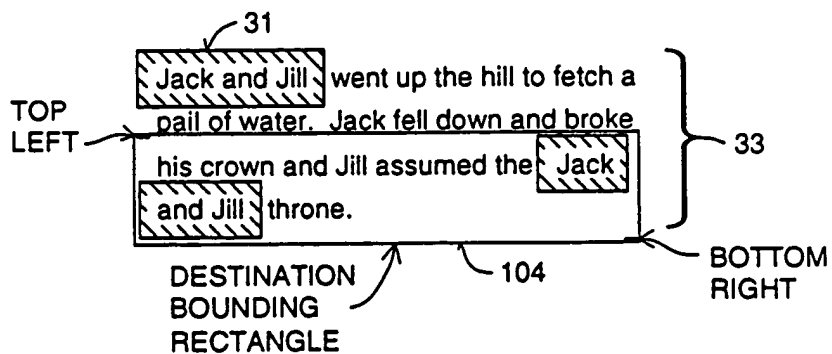 31
Jack and Jill went up the hill to fetch a
TOP
LEFT
pail of water. Jack fell down and broke
33
his crown and Jill assumed the Jack
and Jill throne.
DESTINATION
BOUNDING
RECTANGLE
104
BOTTOM
RIGHT